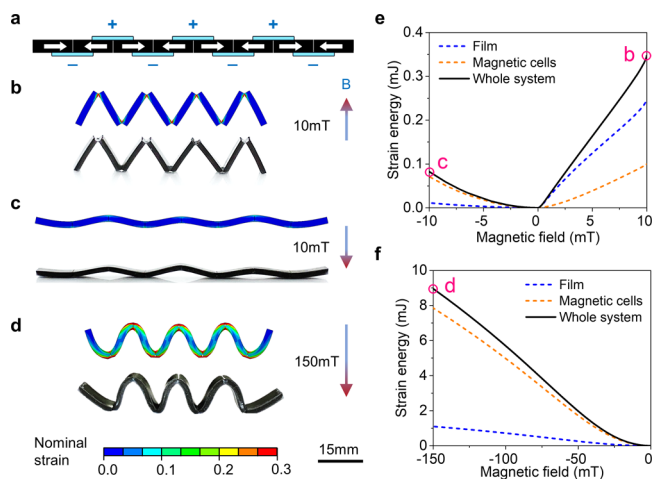 a
+ + + +
− − − −
b
B
10mT
c
10mT
d
150mT
Nominal
strain
0.0 0.1 0.2 0.3
15mm
e
Strain energy (mJ)
0.4
0.3
0.2
0.1
0.0
-10 -5 0 5 10
Magnetic field (mT)
Film
Magnetic cells
Whole system
b
c
f
Strain energy (mJ)
10
8
6
4
2
0
-150 -100 -50 0
Magnetic field (mT)
d
Film
Magnetic cells
Whole system